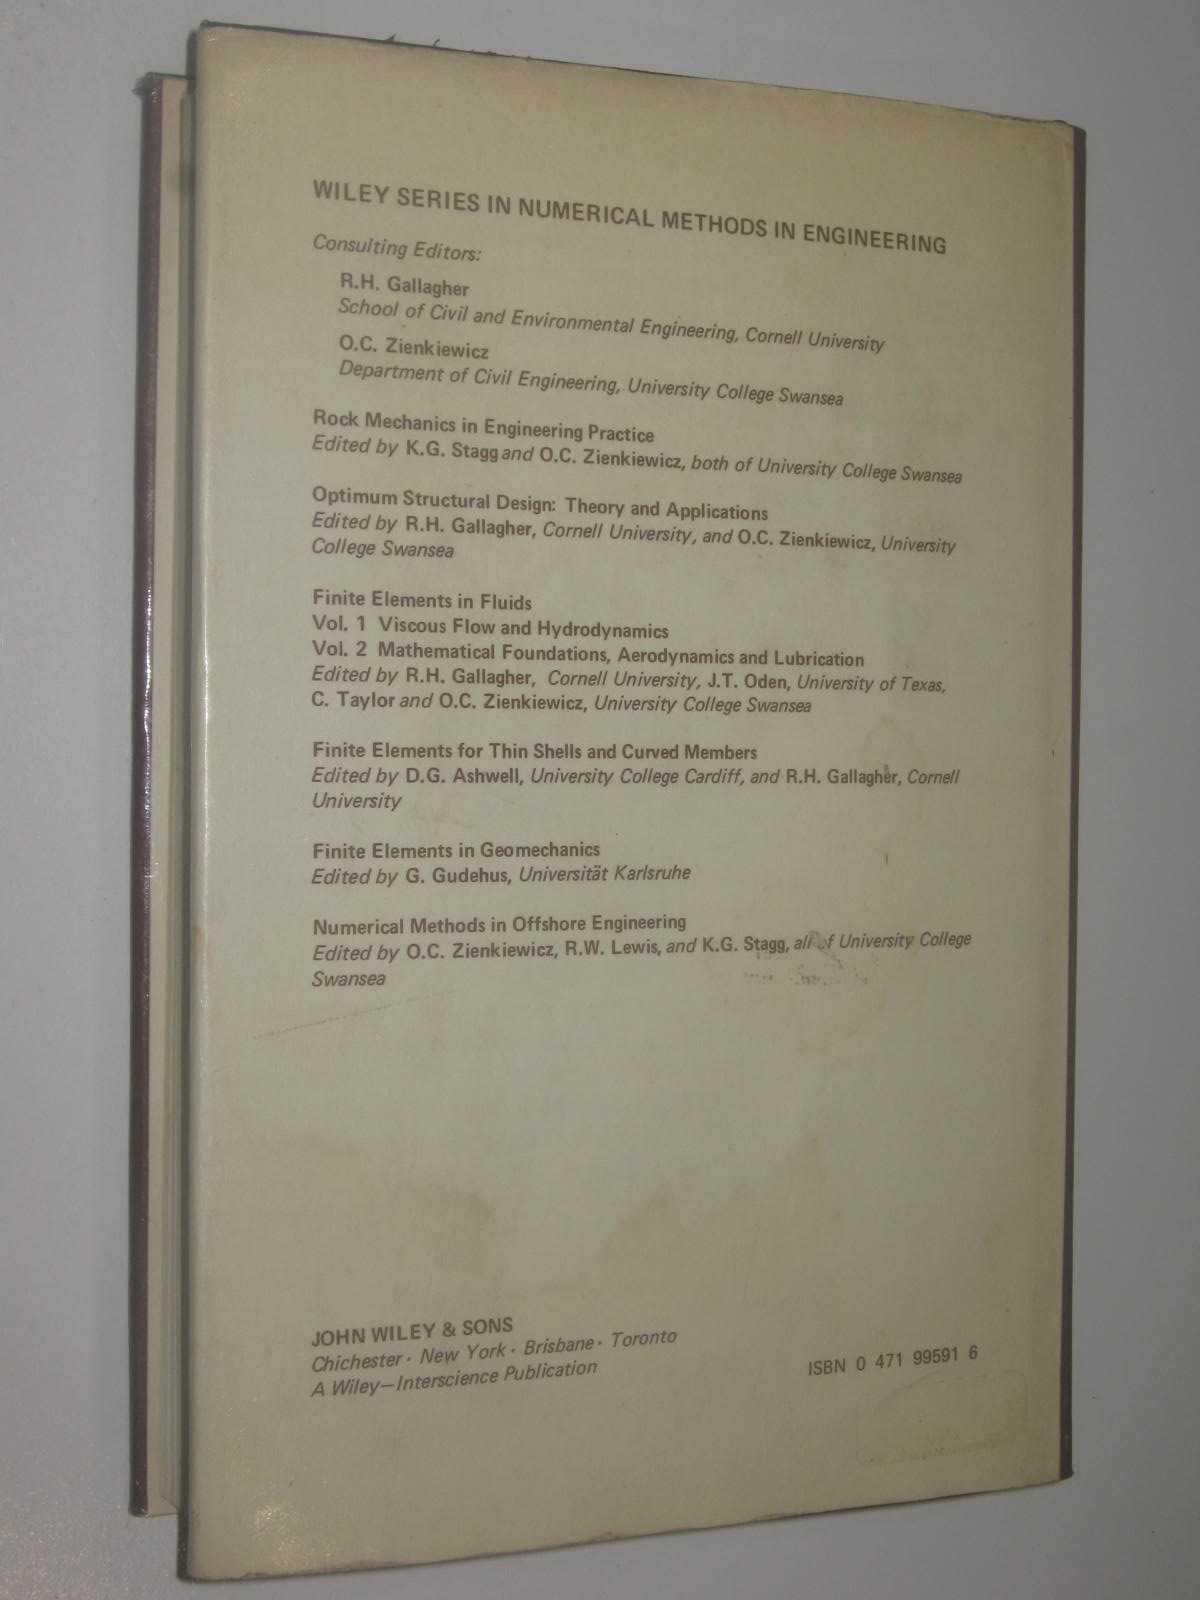 WILEY SERIES IN NUMERICAL METHODS IN ENGINEERING
Consulting Editors:
R.H. Gallagher
School of Civil and Environmental Engineering, Cornell University
O.C. Zienkiewicz
Department of Civil Engineering, University College Swansea
Rock Mechanics in Engineering Practice
Edited by K.G. Stagg and O.C. Zienkiewicz, both of University College Swansea
Optimum Structural Design: Theory and Applications
Edited by R.H. Gallagher, Cornell University, and O.C. Zienkiewicz, University
College Swansea
Finite Elements in Fluids
Vol. 1 Viscous Flow and Hydrodynamics
Vol. 2 Mathematical Foundations, Aerodynamics and Lubrication
Edited by R.H. Gallagher, Cornell University, J.T. Oden, University of Texas,
C. Taylor and O.C. Zienkiewicz, University College Swansea
Finite Elements for Thin Shells and Curved Members
Edited by D.G. Ashwell, University College Cardiff, and R.H. Gallagher, Cornell
University
Finite Elements in Geomechanics
Edited by G. Gudehus, Universität Karlsruhe
Numerical Methods in Offshore Engineering
Edited by O.C. Zienkiewicz, R.W. Lewis, and K.G. Stagg, all of University College
Swansea
JOHN WILEY & SONS
Chichester · New York · Brisbane · Toronto
A Wiley—Interscience Publication
ISBN 0 471 99591 6